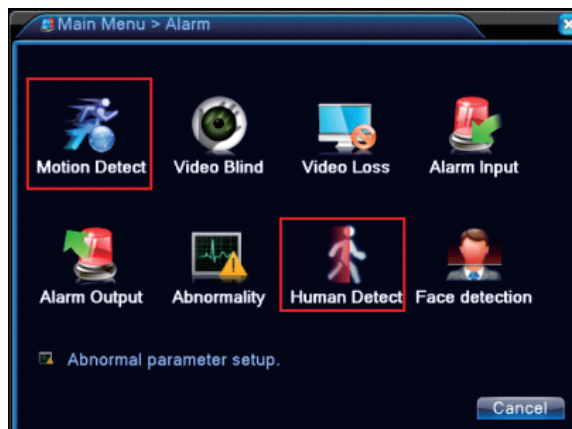 Main Menu > Alarm
Motion Detect Video Blind Video Loss Alarm Input
Alarm Output Abnormality Human Detect Face detection
Abnormal parameter setup.
Cancel